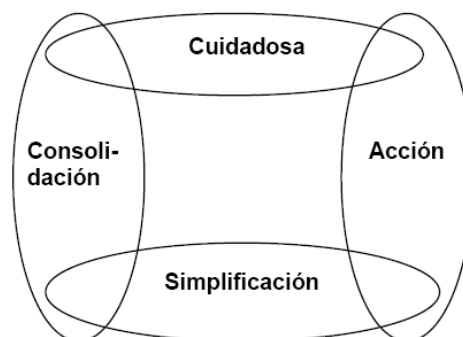 Cuidadosa
Consoli-
dación
Acción
Simplificación